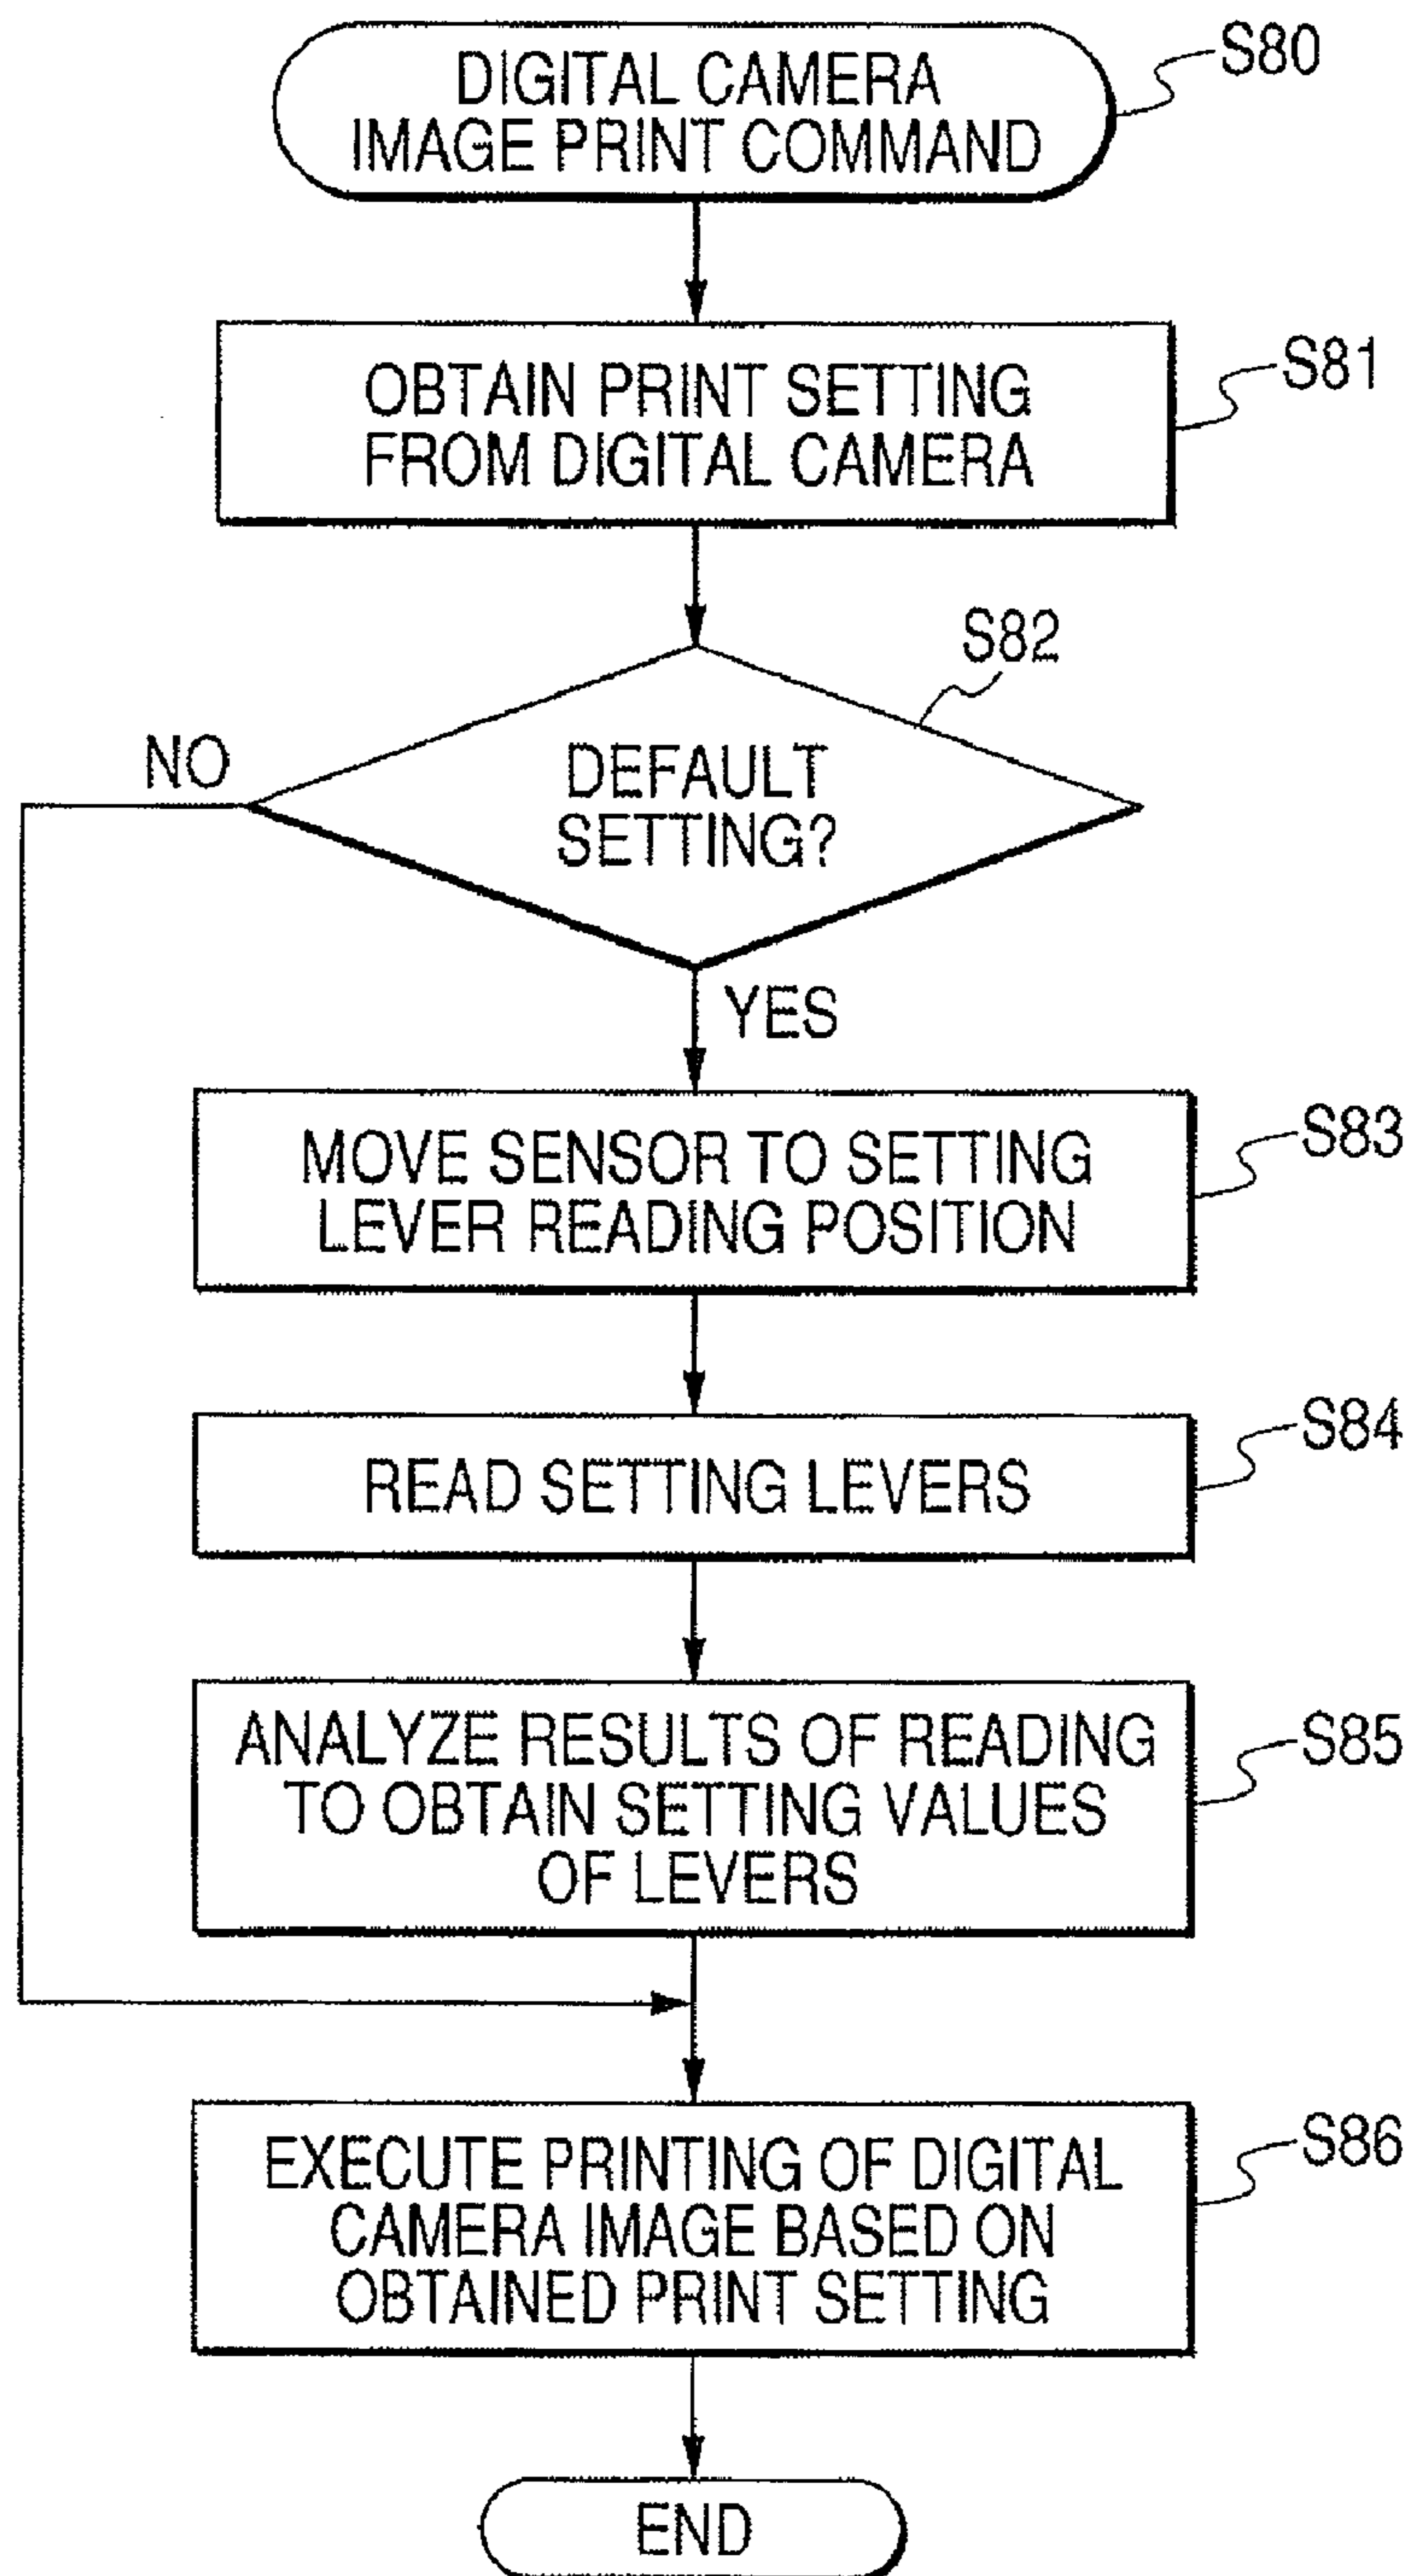 DIGITAL CAMERA
IMAGE PRINT COMMAND
S80
OBTAIN PRINT SETTING
FROM DIGITAL CAMERA
S81
S82
DEFAULT
SETTING?
NO
YES
MOVE SENSOR TO SETTING
LEVER READING POSITION
S83
READ SETTING LEVERS
S84
ANALYZE RESULTS OF READING
TO OBTAIN SETTING VALUES
OF LEVERS
S85
EXECUTE PRINTING OF DIGITAL
CAMERA IMAGE BASED ON
OBTAINED PRINT SETTING
S86
END